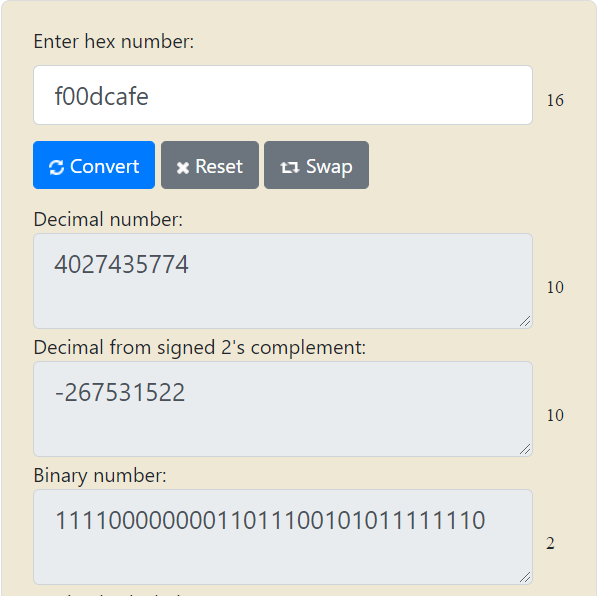 Enter hex number:
f00dcafe
16
Convert
Reset
Swap
Decimal number:
4027435774
10
Decimal from signed 2's complement:
-267531522
10
Binary number:
11110000000011011100101011111110
2